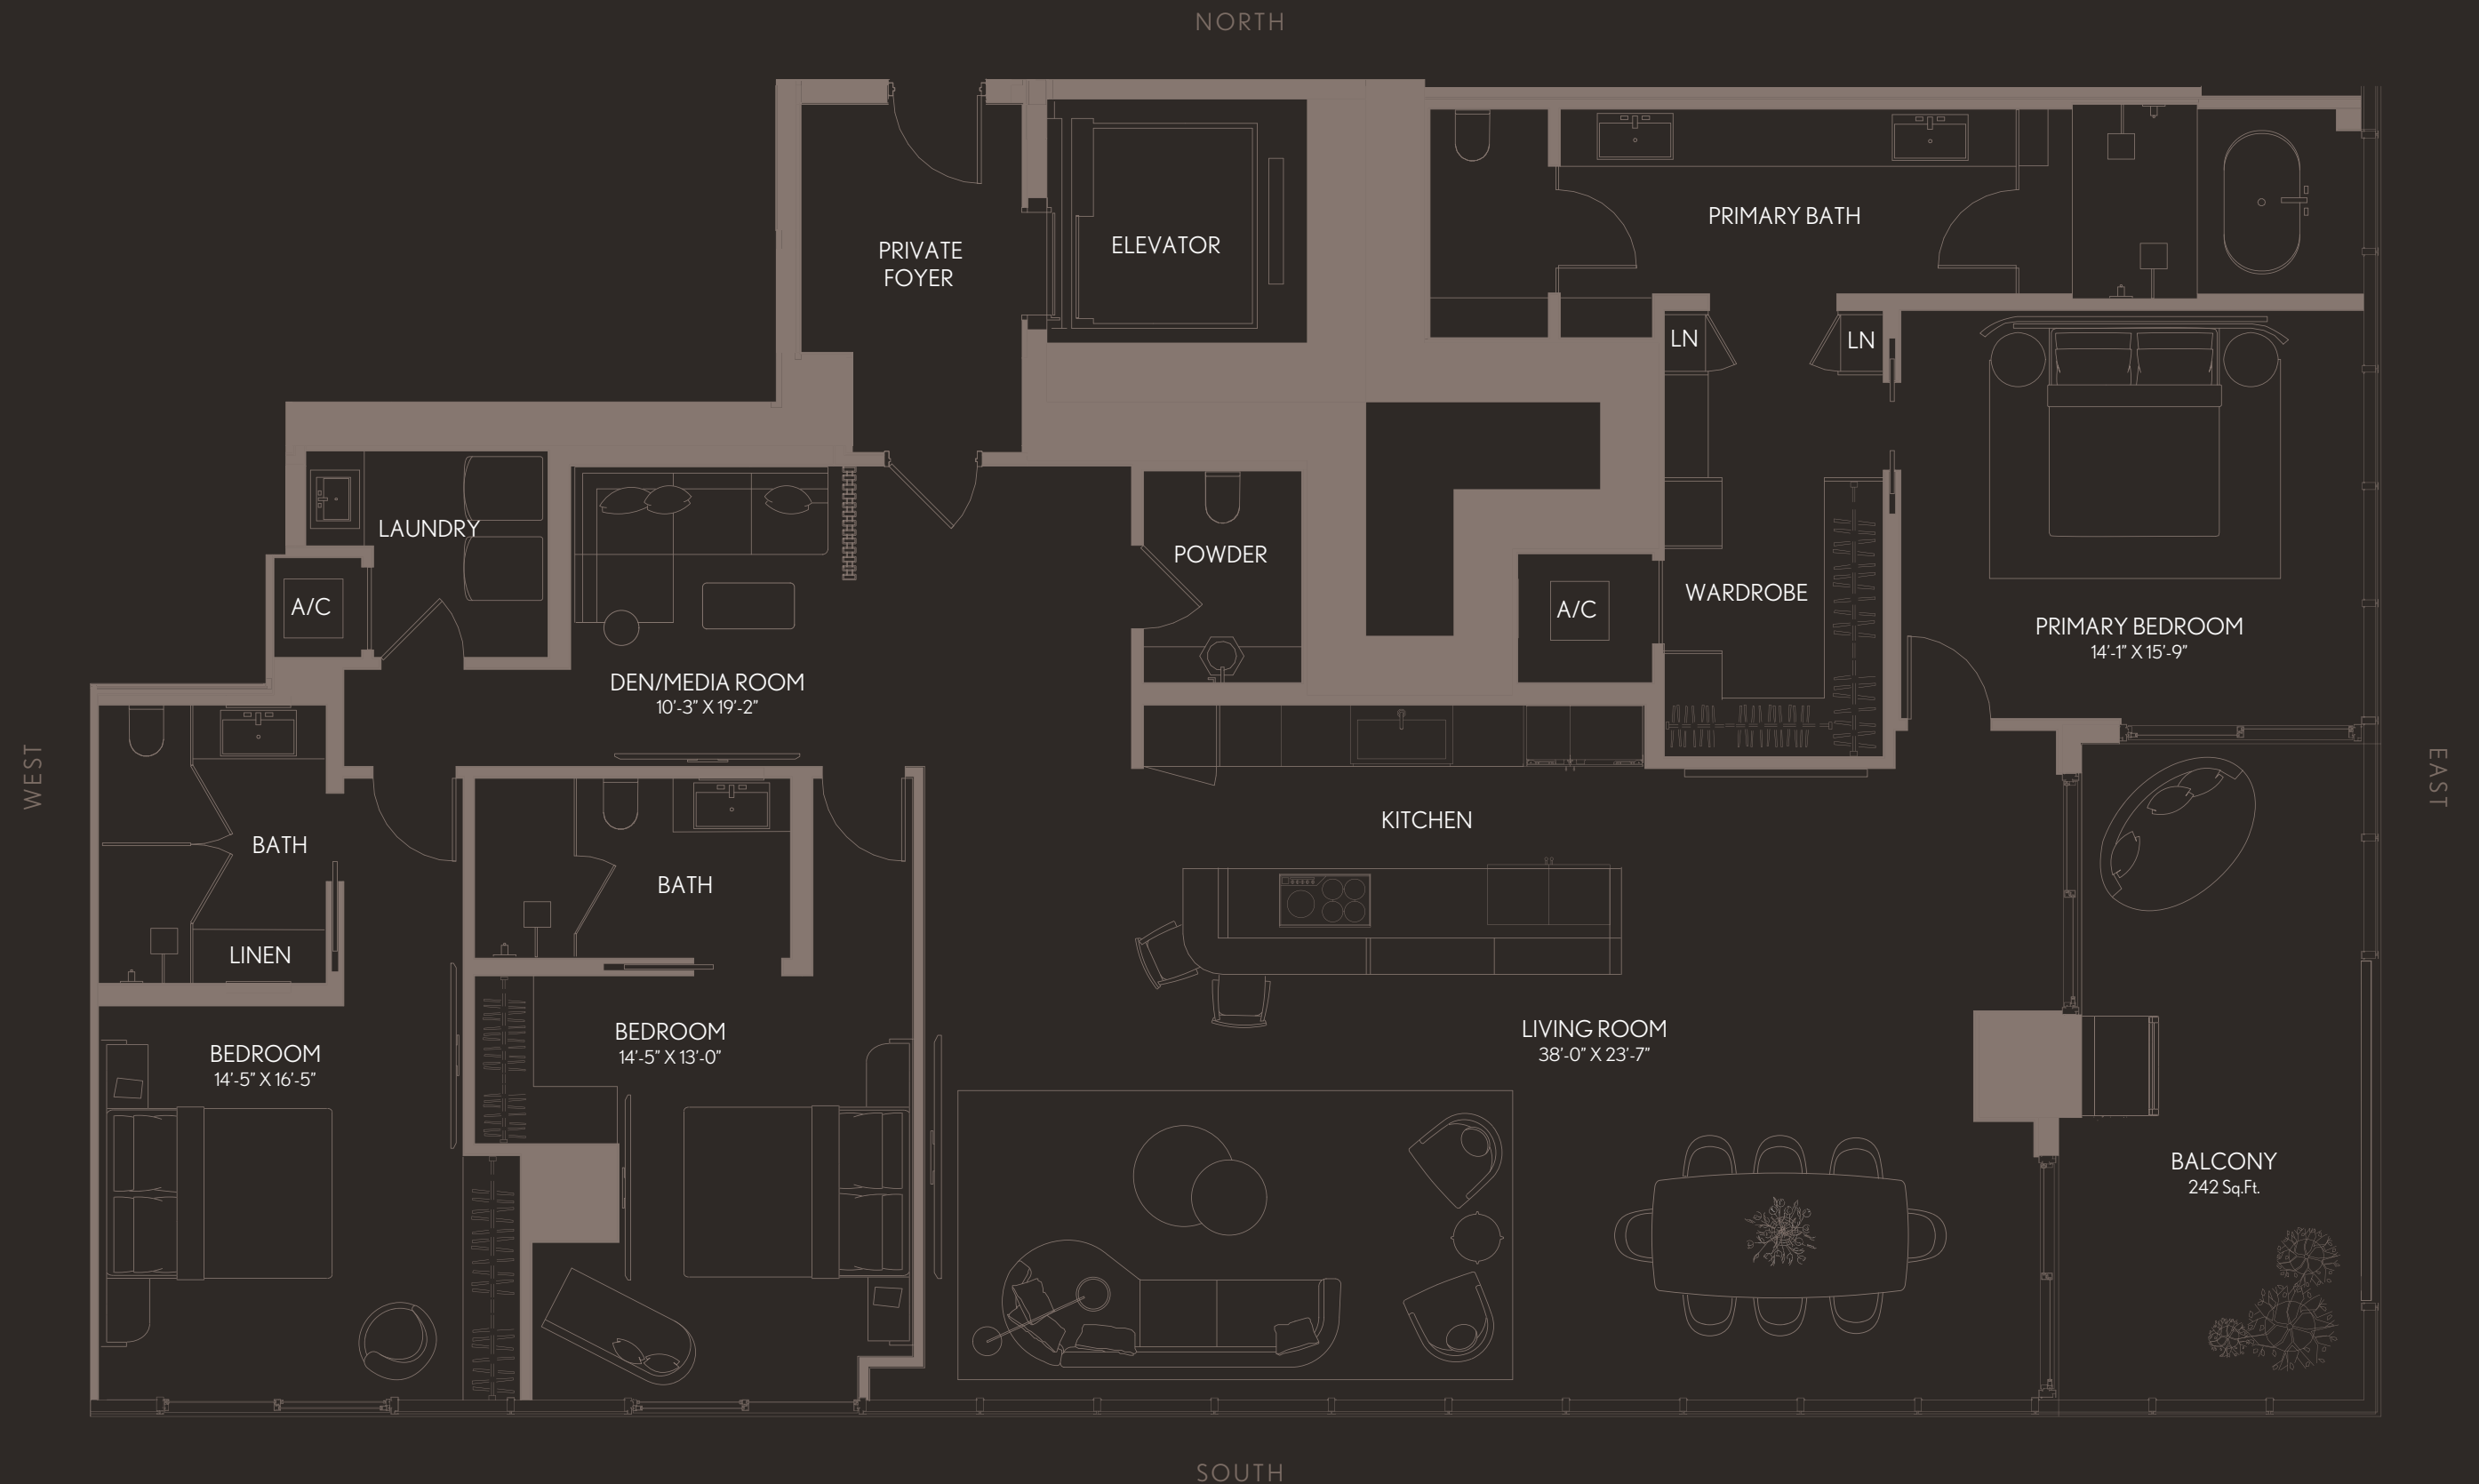 NORTH
PRIVATE
FOYER
ELEVATOR
PRIMARY BATH
LN
LN
LAUNDRY
A/C
POWDER
A/C
WARDROBE
PRIMARY BEDROOM
14'-1" X 15'-9"
DEN/MEDIA ROOM
10'-3" X 19'-2"
WEST
EAST
KITCHEN
BATH
BATH
LINEN
BEDROOM
14'-5" X 16'-5"
BEDROOM
14'-5" X 13'-0"
LIVING ROOM
38'-0" X 23'-7"
BALCONY
242 Sq.Ft.
SOUTH